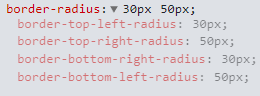 border-radius:▼ 30px 50px;
border-top-left-radius: 30px;
border-top-right-radius: 50px;
border-bottom-right-radius: 30px;
border-bottom-left-radius: 50px;